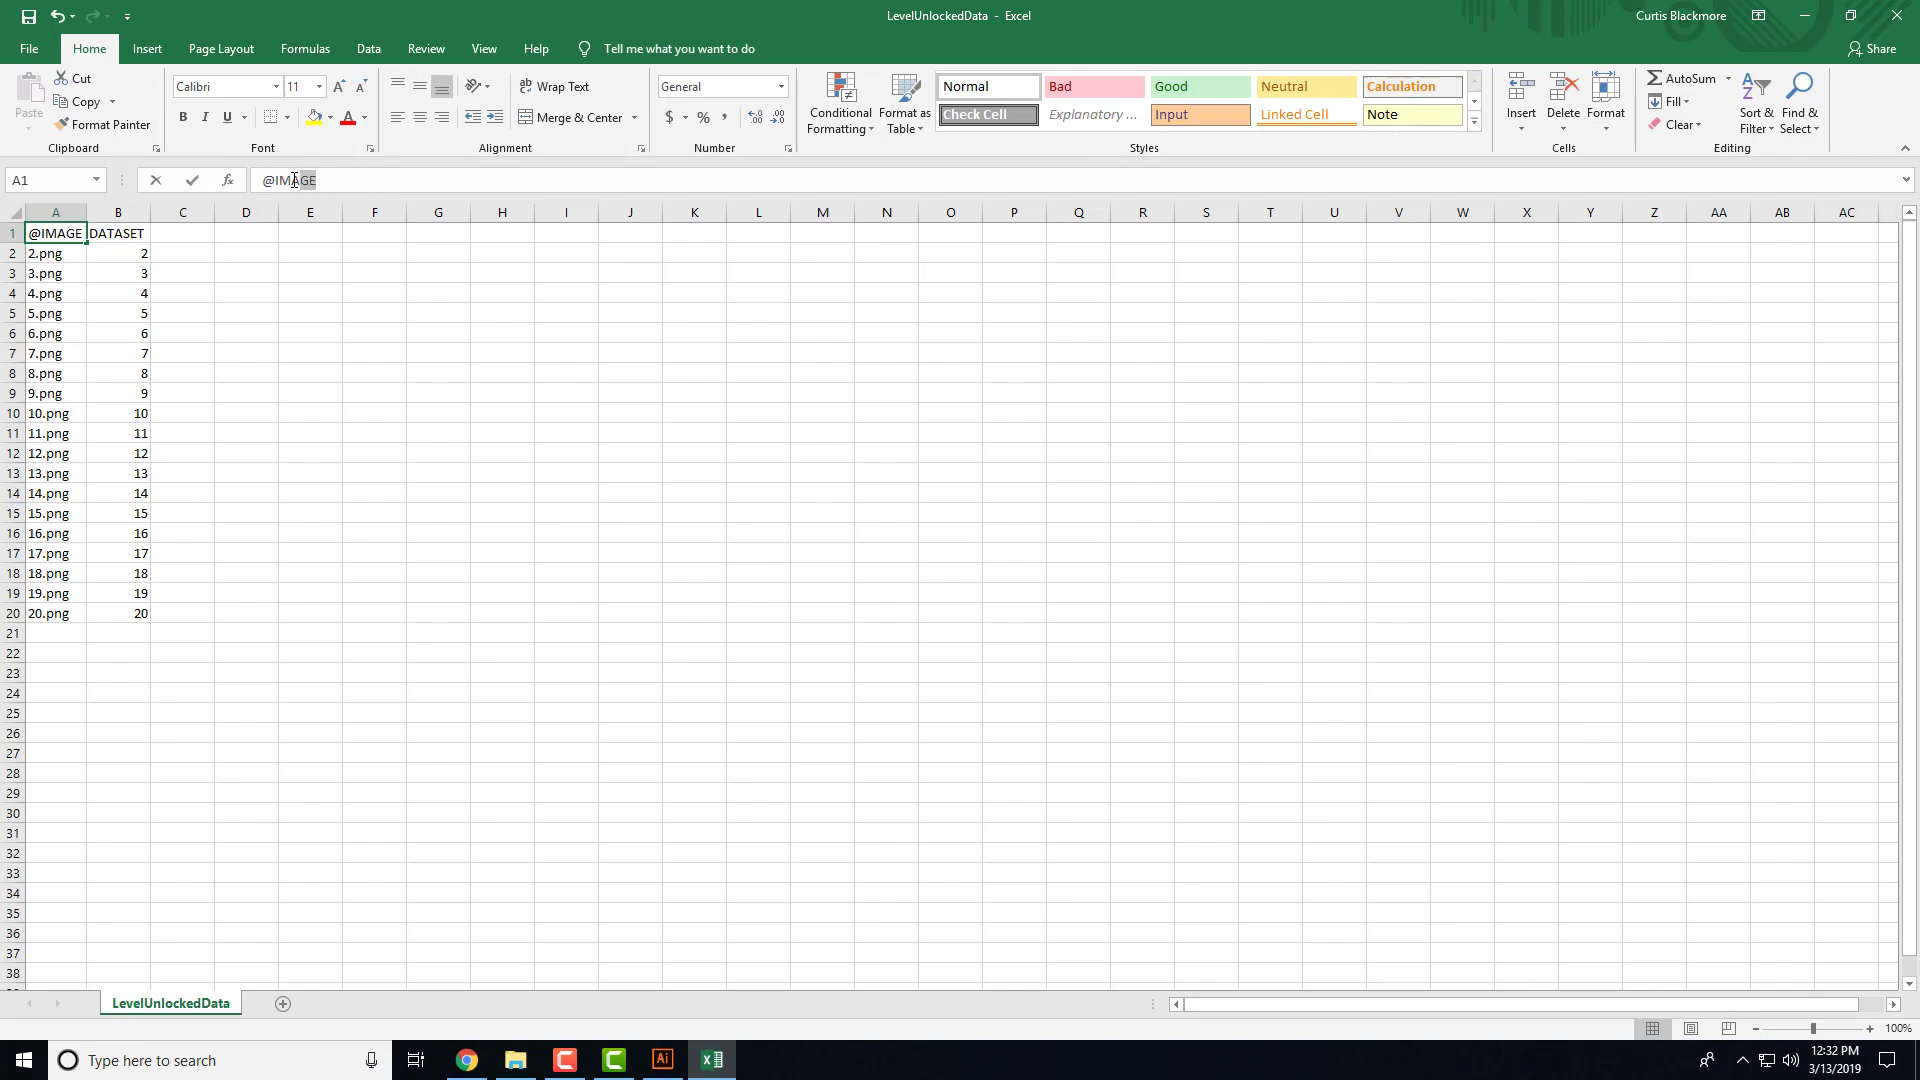 LevelUnlockedData - Excel
Curtis Blackmore
File Home Insert Page Layout Formulas Data Review View Help Tell me what you want to do Share
Paste
Cut
Copy
Format Painter
Clipboard
Calibri 11 A A
B I U A
Font
ab Wrap Text
Merge & Center
Alignment
General
$ % ,
Number
Conditional Formatting
Format as Table
Normal Bad Good Neutral Calculation
Check Cell Explanatory ... Input Linked Cell Note
Styles
Insert Delete Format
Cells
AutoSum
Fill
Clear
Sort & Filter
Find & Select
Editing
A1 fx @IMAGE
A B C D E F G H I J K L M N O P Q R S T U V W X Y Z AA AB AC
1 @IMAGE DATASET
2 2.png 2
3 3.png 3
4 4.png 4
5 5.png 5
6 6.png 6
7 7.png 7
8 8.png 8
9 9.png 9
10 10.png 10
11 11.png 11
12 12.png 12
13 13.png 13
14 14.png 14
15 15.png 15
16 16.png 16
17 17.png 17
18 18.png 18
19 19.png 19
20 20.png 20
21
22
23
24
25
26
27
28
29
30
31
32
33
34
35
36
37
38
LevelUnlockedData
100%
Type here to search
Ai
12:32 PM
3/13/2019